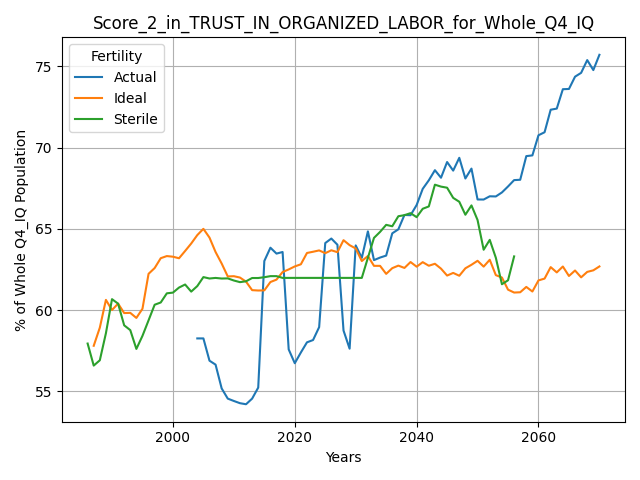 Score_2_in_TRUST_IN_ORGANIZED_LABOR_for_Whole_Q4_IQ
Fertility
Actual
Ideal
Sterile
% of Whole Q4_IQ Population
75
70
65
60
55
2000
2020
2040
2060
Years